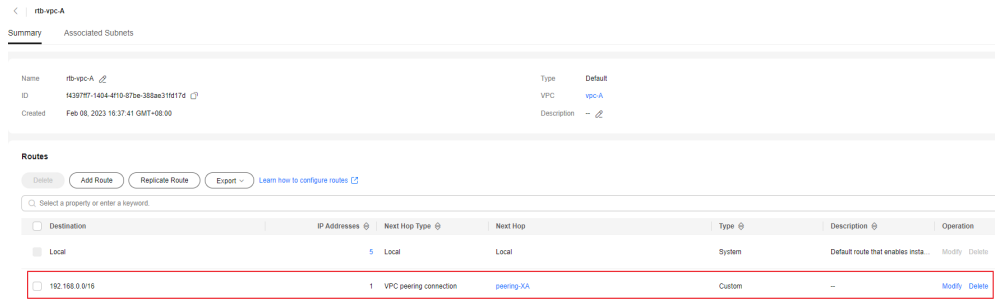 rtb-vpc-A
Summary Associated Subnets
Name rtb-vpc-A Type Default
ID f4397ff7-1404-4f10-87be-388ae31fd17d VPC vpc-A
Created Feb 08, 2023 16:37:41 GMT+08:00 Description --
Routes
Delete Add Route Replicate Route Export Learn how to configure routes
Select a property or enter a keyword.
Destination IP Addresses Next Hop Type Next Hop Type Description Operation
Local 5 Local Local System Default route that enables insta... Modify Delete
192.168.0.0/16 1 VPC peering connection peering-XA Custom -- Modify Delete